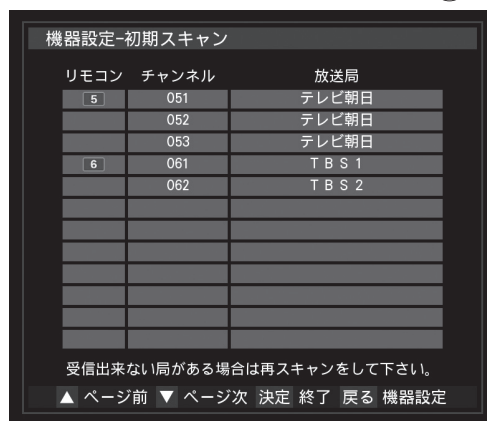 機器設定-初期スキャン
リモコン チャンネル 放送局
5 051 テレビ朝日
052 テレビ朝日
053 テレビ朝日
6 061 ＴＢＳ１
062 ＴＢＳ２
受信出来ない局がある場合は再スキャンをして下さい。
▲ ページ前 ▼ ページ次 決定 終了 戻る 機器設定